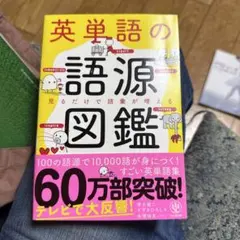 英単語の
語源
図鑑
見るだけで語彙が増える
100の語源で10,000語が身につく!
すごい英単語集
60万部突破!
テレビで大反響!